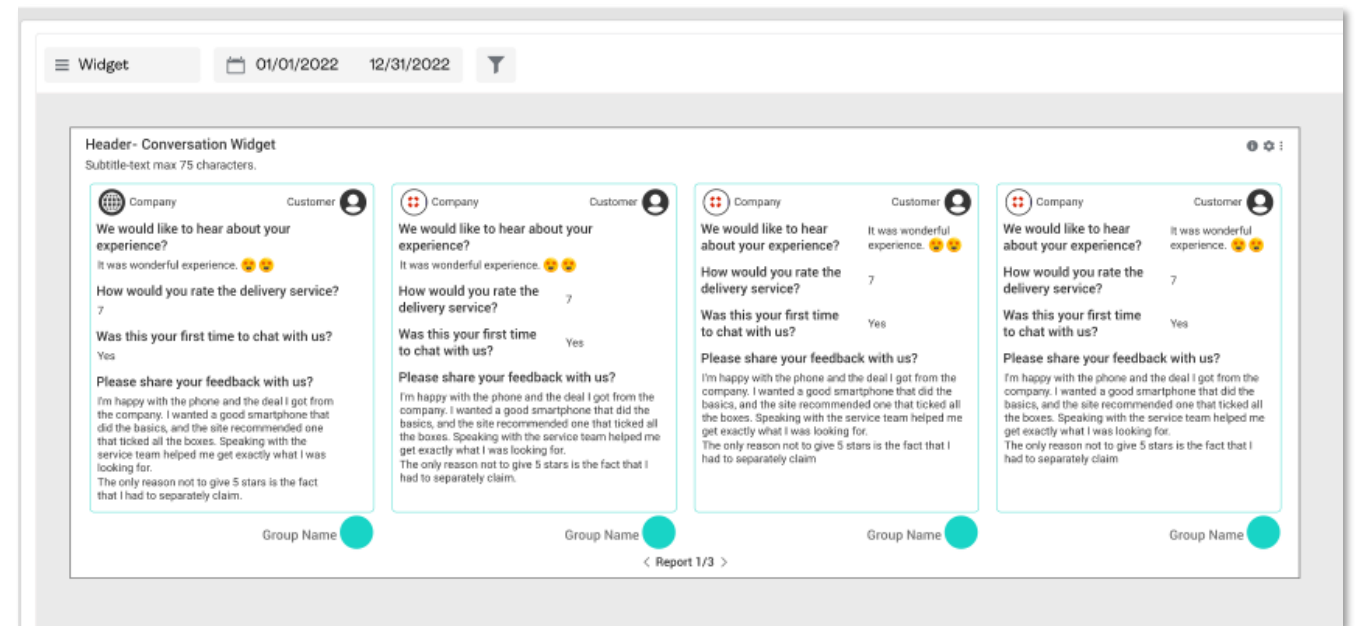 Widget
01/01/2022 12/31/2022
Header- Conversation Widget
Subtitle-text max 75 characters.
Company Customer
We would like to hear about your
experience?
It was wonderful experience.
How would you rate the delivery service?
7
Was this your first time to chat with us?
Yes
Please share your feedback with us?
I'm happy with the phone and the deal I got from
the company. I wanted a good smartphone that
did the basics, and the site recommended one
that ticked all the boxes. Speaking with the
service team helped me get exactly what I was
looking for.
The only reason not to give 5 stars is the fact
that I had to separately claim.
Group Name
Company Customer
We would like to hear about your
experience?
It was wonderful experience.
How would you rate the
delivery service?
7
Was this your first time
to chat with us?
Yes
Please share your feedback with us?
I'm happy with the phone and the deal I got from the
company. I wanted a good smartphone that did the
basics, and the site recommended one that ticked all
the boxes. Speaking with the service team helped me
get exactly what I was looking for.
The only reason not to give 5 stars is the fact that I
had to separately claim.
Group Name
Company Customer
We would like to hear
about your experience?
It was wonderful
experience.
How would you rate the
delivery service?
7
Was this your first time
to chat with us?
Yes
Please share your feedback with us?
I'm happy with the phone and the deal I got from the
company. I wanted a good smartphone that did the
basics, and the site recommended one that ticked all
the boxes. Speaking with the service team helped me
get exactly what I was looking for.
The only reason not to give 5 stars is the fact that I
had to separately claim
Group Name
Company Customer
We would like to hear
about your experience?
It was wonderful
experience.
How would you rate the
delivery service?
7
Was this your first time
to chat with us?
Yes
Please share your feedback with us?
I'm happy with the phone and the deal I got from the
company. I wanted a good smartphone that did the
basics, and the site recommended one that ticked all
the boxes. Speaking with the service team helped me
get exactly what I was looking for.
The only reason not to give 5 stars is the fact that I
had to separately claim
Group Name
< Report 1/3 >